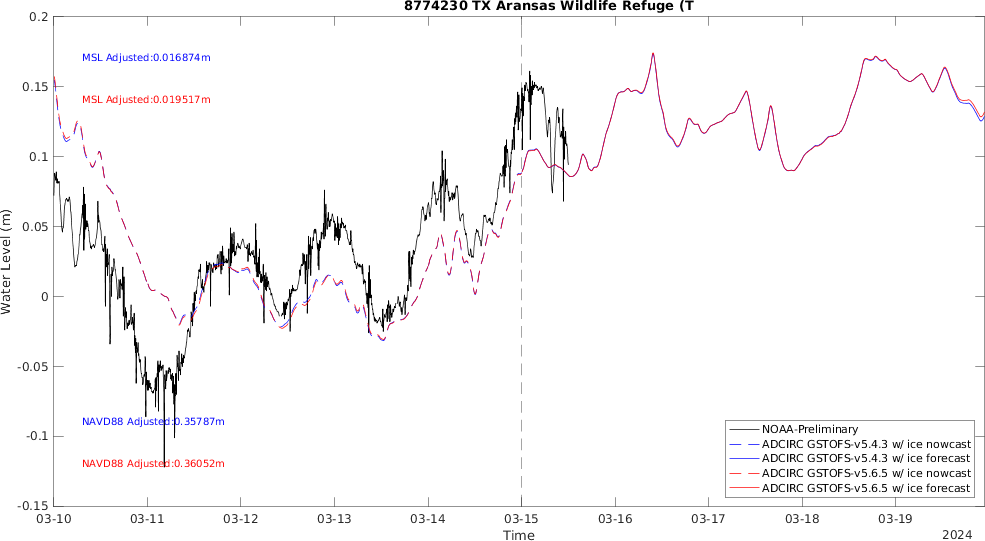 8774230 TX Aransas Wildlife Refuge (T
0.2
0.15
0.1
0.05
0
-0.05
-0.1
-0.15
Water Level (m)
MSL Adjusted:0.016874m
MSL Adjusted:0.019517m
NAVD88 Adjusted:0.35787m
NAVD88 Adjusted:0.36052m
NOAA-Preliminary
ADCIRC GSTOFS-v5.4.3 w/ ice nowcast
ADCIRC GSTOFS-v5.4.3 w/ ice forecast
ADCIRC GSTOFS-v5.6.5 w/ ice nowcast
ADCIRC GSTOFS-v5.6.5 w/ ice forecast
03-10 03-11 03-12 03-13 03-14 03-15 03-16 03-17 03-18 03-19
Time
2024